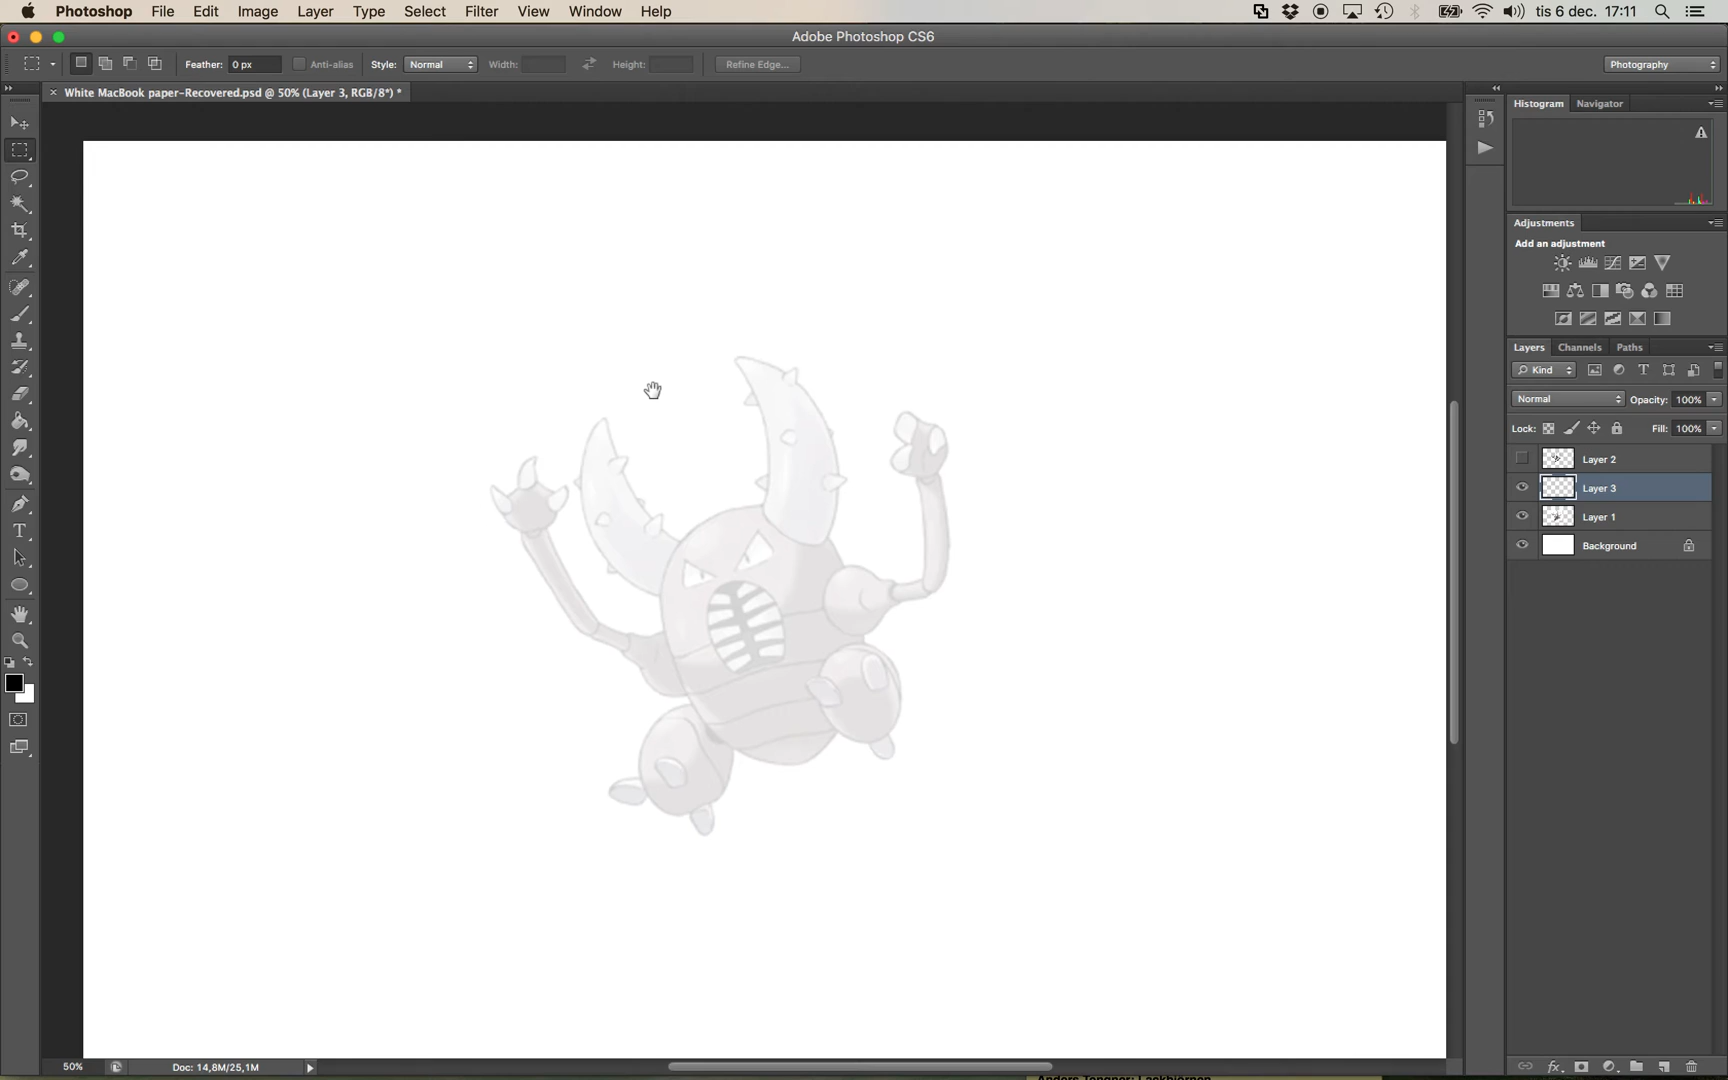 Photoshop File Edit Image Layer Type Select Filter View Window Help tis 6 dec. 17:11
Adobe Photoshop CS6
Feather: 0 px Anti-alias Style: Normal Width: Height: Refine Edge... Photography
White MacBook paper-Recovered.psd @ 50% (Layer 3, RGB/8*) *
Histogram Navigator
Adjustments
Add an adjustment
Layers Channels Paths
Kind
Normal Opacity: 100%
Lock: Fill: 100%
Layer 2
Layer 3
Layer 1
Background
50% Doc: 14,8M/25,1M